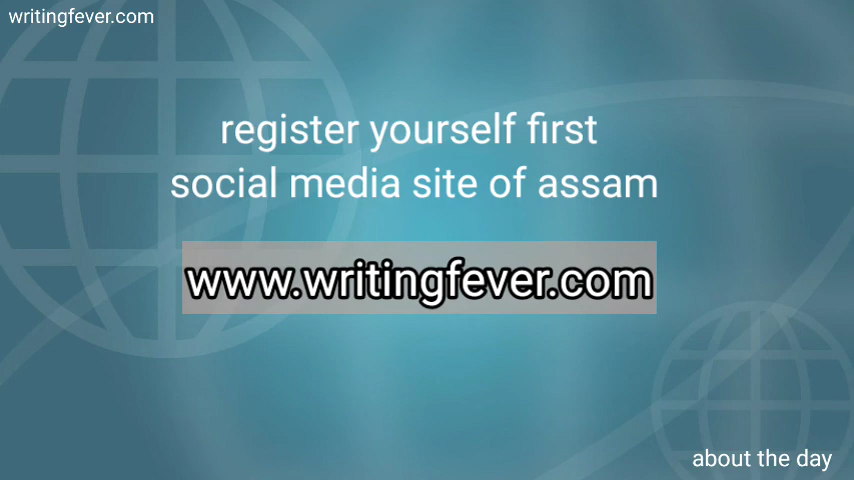 writingfever.com
register yourself first
social media site of assam
www.writingfever.com
about the day